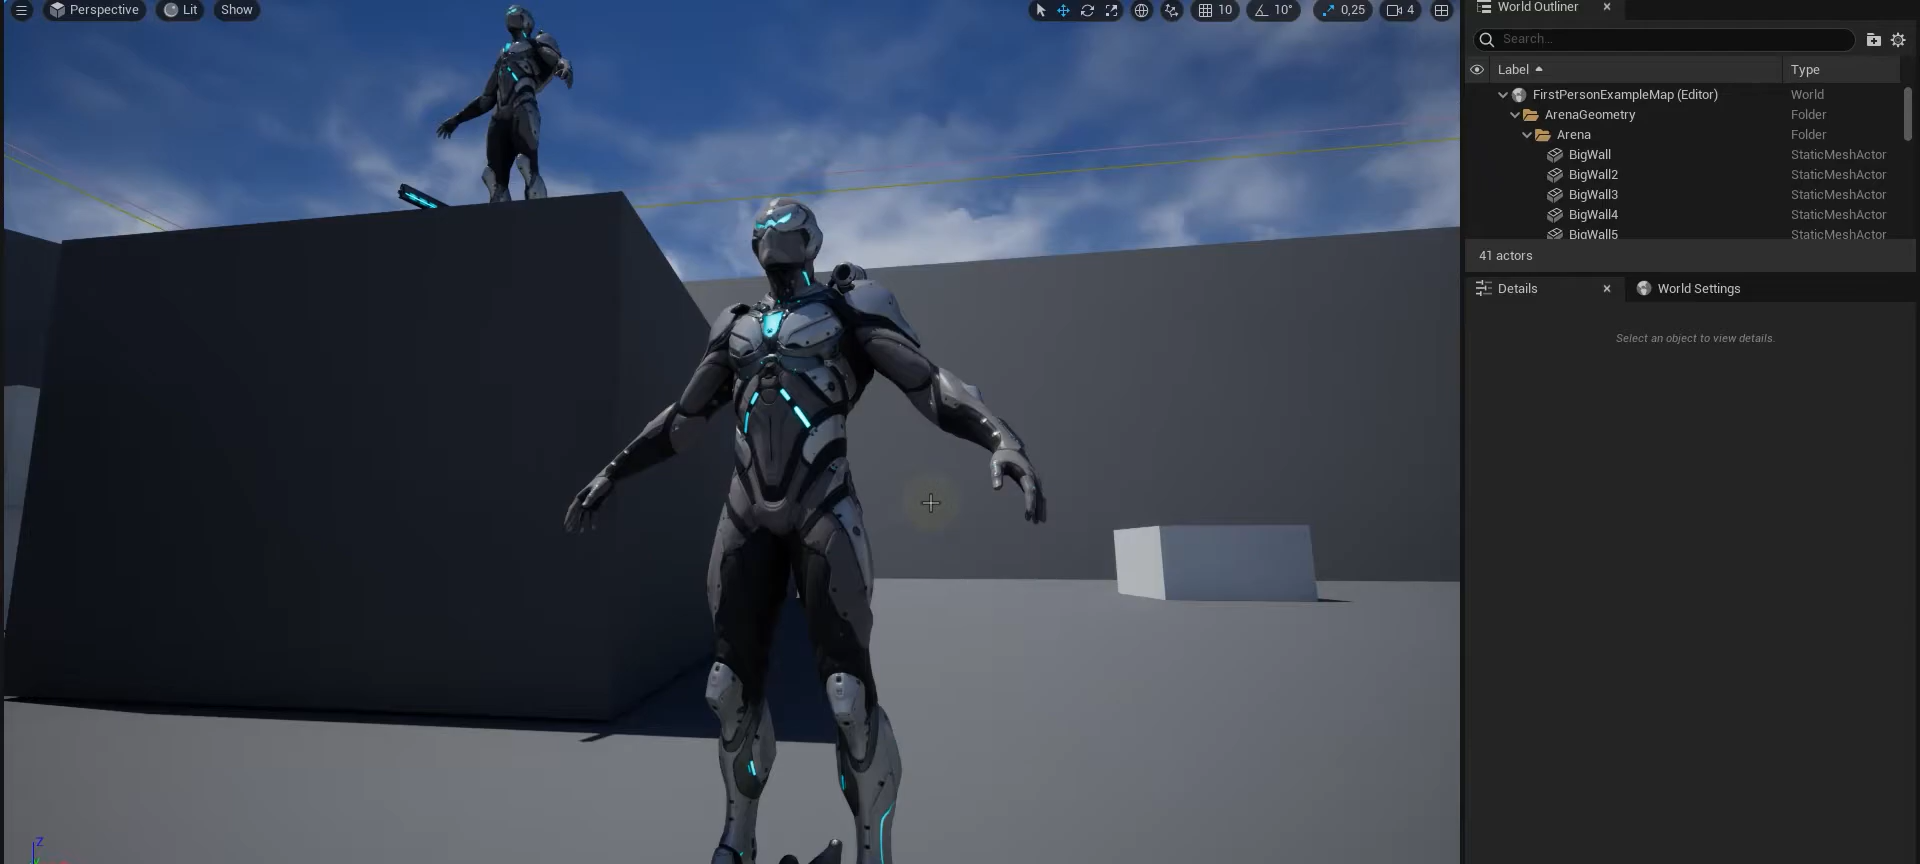 Perspective
Lit
Show
10
10°
0,25
4
World Outliner
Search...
Label
Type
FirstPersonExampleMap (Editor)
World
ArenaGeometry
Folder
Arena
Folder
BigWall
StaticMeshActor
BigWall2
StaticMeshActor
BigWall3
StaticMeshActor
BigWall4
StaticMeshActor
BigWall5
StaticMeshActor
41 actors
Details
World Settings
Select an object to view details.
Z